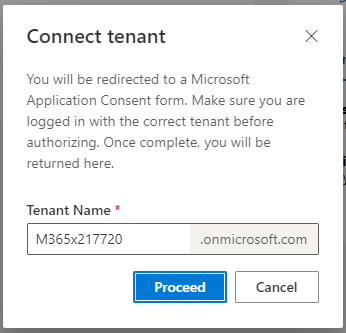 Connect tenant
You will be redirected to a Microsoft
Application Consent form. Make sure you are
logged in with the correct tenant before
authorizing. Once complete, you will be
returned here.
Tenant Name *
M365x217720 .onmicrosoft.com
Proceed Cancel